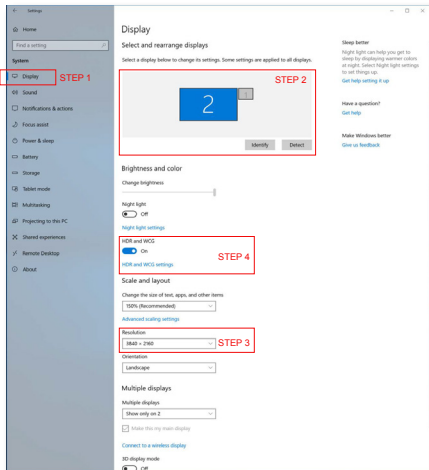 Settings
Home
Find a setting
System
Display
STEP 1
Sound
Notifications & actions
Focus assist
Power & sleep
Battery
Storage
Tablet mode
Multitasking
Projecting to this PC
Shared experiences
Remote Desktop
About
Display
Select and rearrange displays
Select a display below to change its settings. Some settings are applied to all displays.
STEP 2
2
1
Identify
Detect
Brightness and color
Change brightness
Night light
Off
Night light settings
HDR and WCG
On
STEP 4
HDR and WCG settings
Scale and layout
Change the size of text, apps, and other items
150% (Recommended)
Advanced scaling settings
Resolution
3840 × 2160
STEP 3
Orientation
Landscape
Multiple displays
Multiple displays
Show only on 2
Make this my main display
Connect to a wireless display
3D display mode
Off
Sleep better
Night light can help you get to
sleep by displaying warmer colors
at night. Select Night light settings
to set things up.
Get help setting it up
Have a question?
Get help
Make Windows better
Give us feedback